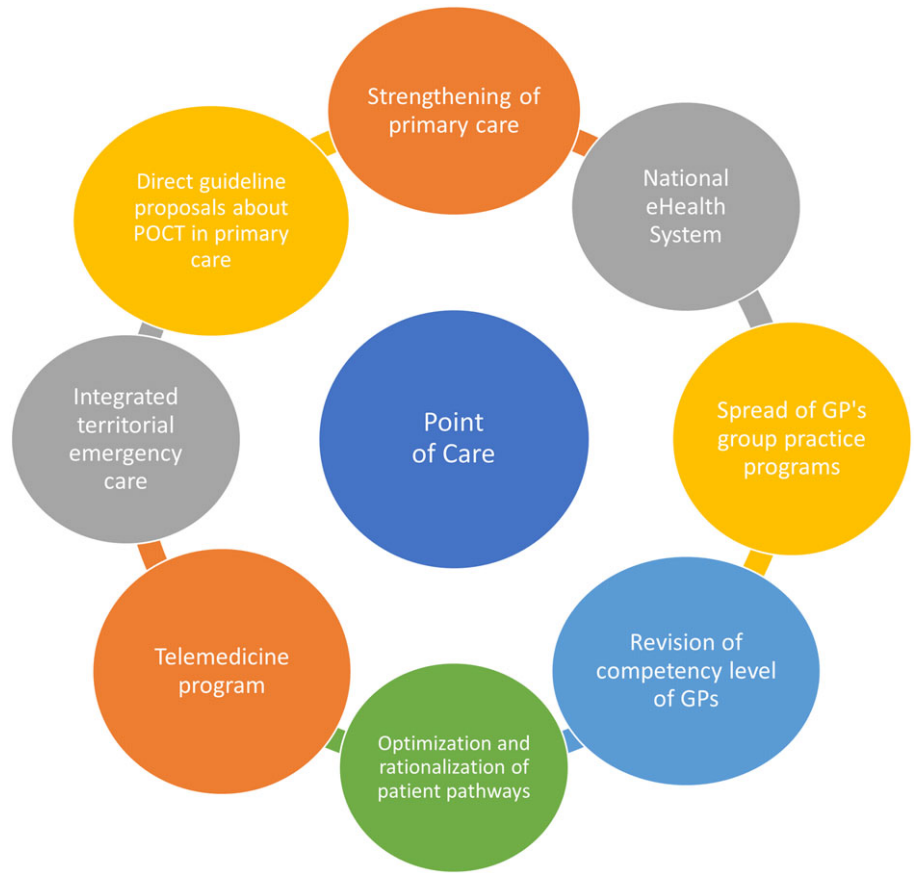 Strengthening of
primary care
National
eHealth
System
Spread of GP's
group practice
programs
Revision of
competency level
of GPs
Optimization and
rationalization of
patient pathways
Telemedicine
program
Integrated
territorial
emergency
care
Direct guideline
proposals about
POCT in primary
care
Point
of Care